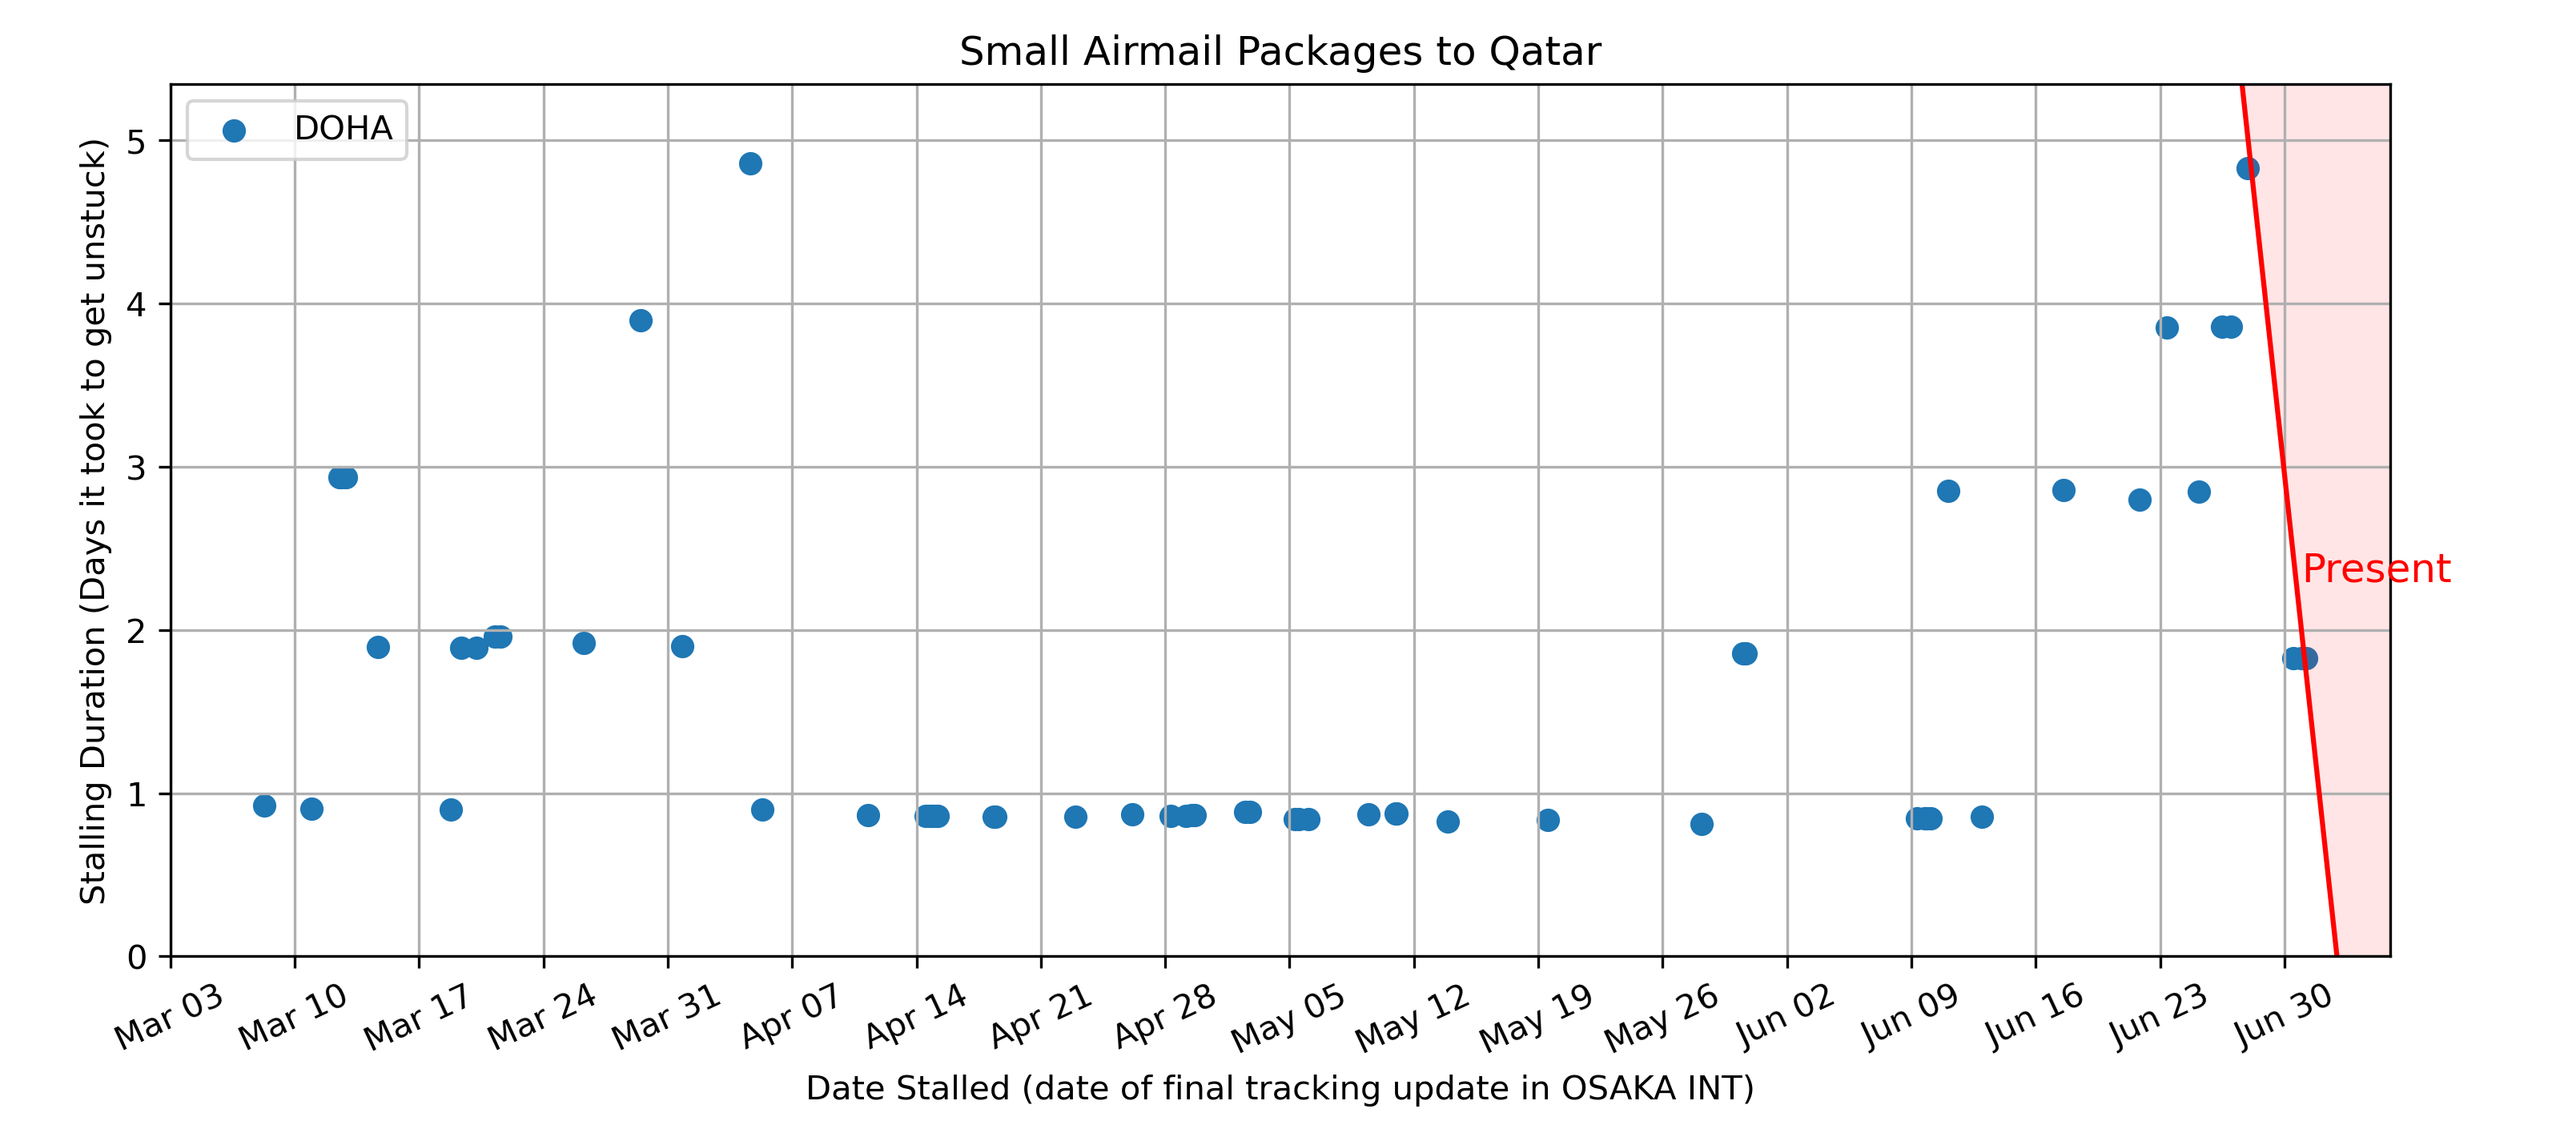 Small Airmail Packages to Qatar
DOHA
Stalling Duration (Days it took to get unstuck)
5
4
3
2
1
0
Present
Mar 03
Mar 10
Mar 17
Mar 24
Mar 31
Apr 07
Apr 14
Apr 21
Apr 28
May 05
May 12
May 19
May 26
Jun 02
Jun 09
Jun 16
Jun 23
Jun 30
Date Stalled (date of final tracking update in OSAKA INT)